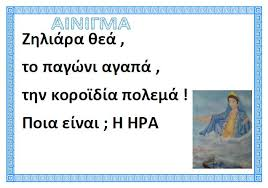 ΑΙΝΙΓΜΑ
Ζηλιάρα θεά ,
το παγώνι αγαπά ,
την κοροϊδία πολεμά !
Ποια είναι ; Η ΗΡΑ